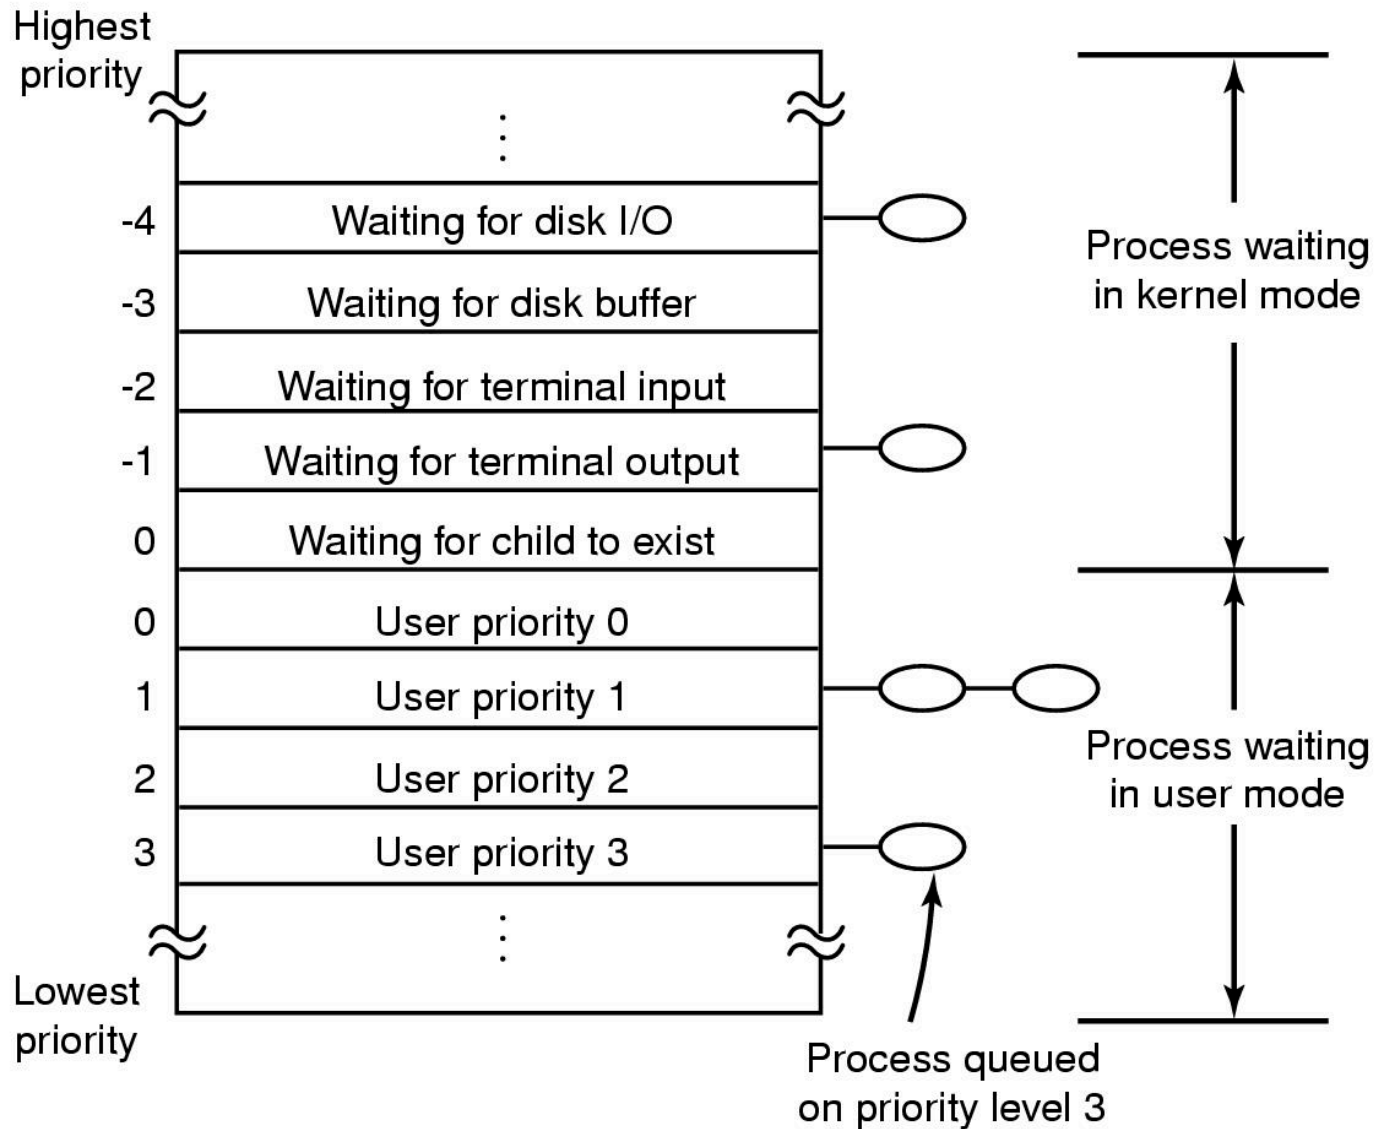 Highest
priority
-4 Waiting for disk I/O
-3 Waiting for disk buffer
-2 Waiting for terminal input
-1 Waiting for terminal output
0 Waiting for child to exist
0 User priority 0
1 User priority 1
2 User priority 2
3 User priority 3
Lowest
priority
Process waiting
in kernel mode
Process waiting
in user mode
Process queued
on priority level 3